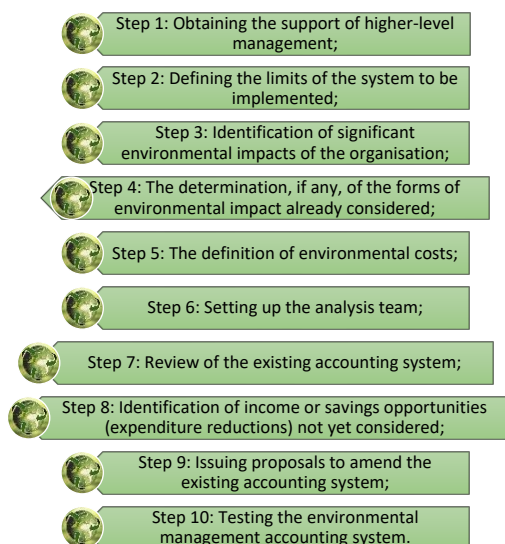 Step 1: Obtaining the support of higher-level
management;
Step 2: Defining the limits of the system to be
implemented;
Step 3: Identification of significant
environmental impacts of the organisation;
Step 4: The determination, if any, of the forms of
environmental impact already considered;
Step 5: The definition of environmental costs;
Step 6: Setting up the analysis team;
Step 7: Review of the existing accounting system;
Step 8: Identification of income or savings opportunities
(expenditure reductions) not yet considered;
Step 9: Issuing proposals to amend the
existing accounting system;
Step 10: Testing the environmental
management accounting system.